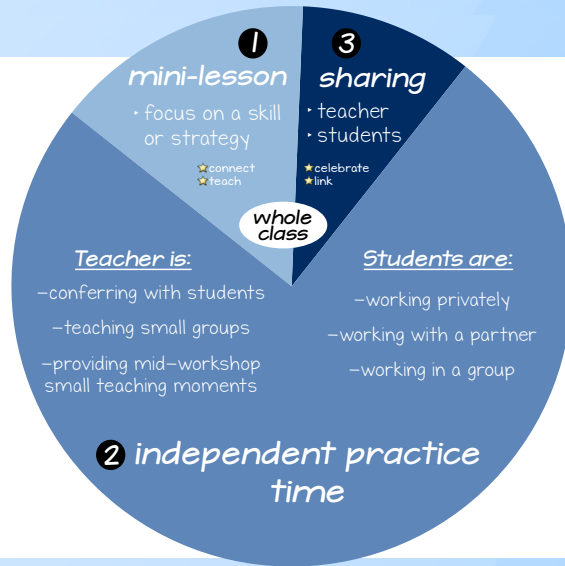 1
mini-lesson
‣ focus on a skill
or strategy
connect
teach
3
sharing
‣ teacher
‣ students
celebrate
link
whole
class
Teacher is:
–conferring with students
–teaching small groups
–providing mid–workshop
small teaching moments
Students are:
–working privately
–working with a partner
–working in a group
2 independent practice
time